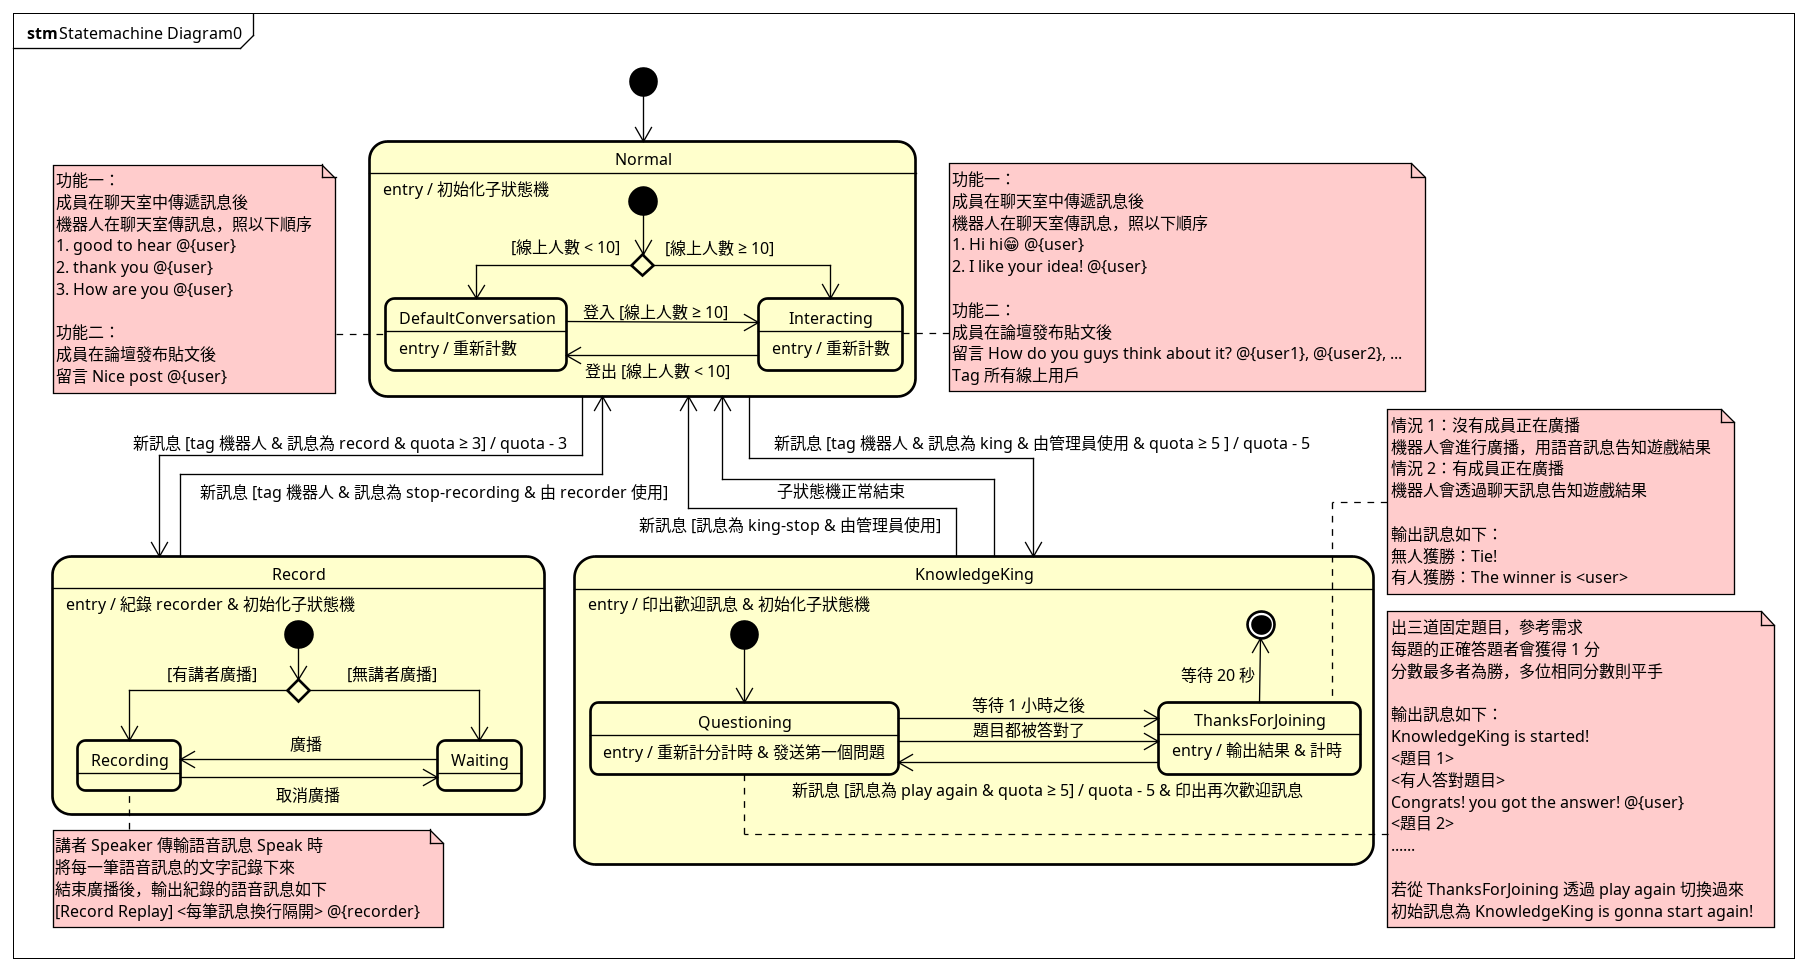 stm Statemachine Diagram0
Normal
entry / 初始化子狀態機
[線上人數 < 10]
[線上人數 ≥ 10]
DefaultConversation
entry / 重新計數
登入 [線上人數 ≥ 10]
登出 [線上人數 < 10]
Interacting
entry / 重新計數
功能一：
成員在聊天室中傳遞訊息後
機器人在聊天室傳訊息，照以下順序
1. good to hear @{user}
2. thank you @{user}
3. How are you @{user}
功能二：
成員在論壇發布貼文後
留言 Nice post @{user}
功能一：
成員在聊天室中傳遞訊息後
機器人在聊天室傳訊息，照以下順序
1. Hi hi😁 @{user}
2. I like your idea! @{user}
功能二：
成員在論壇發布貼文後
留言 How do you guys think about it? @{user1}, @{user2}, ...
Tag 所有線上用戶
新訊息 [tag 機器人 & 訊息為 record & quota ≥ 3] / quota - 3
新訊息 [tag 機器人 & 訊息為 stop-recording & 由 recorder 使用]
新訊息 [tag 機器人 & 訊息為 king & 由管理員使用 & quota ≥ 5 ] / quota - 5
子狀態機正常結束
新訊息 [訊息為 king-stop & 由管理員使用]
情況 1：沒有成員正在廣播
機器人會進行廣播，用語音訊息告知遊戲結果
情況 2：有成員正在廣播
機器人會透過聊天訊息告知遊戲結果
輸出訊息如下：
無人獲勝：Tie!
有人獲勝：The winner is <user>
Record
entry / 紀錄 recorder & 初始化子狀態機
[有講者廣播]
[無講者廣播]
Recording
廣播
取消廣播
Waiting
講者 Speaker 傳輸語音訊息 Speak 時
將每一筆語音訊息的文字記錄下來
結束廣播後，輸出紀錄的語音訊息如下
[Record Replay] <每筆訊息換行隔開> @{recorder}
KnowledgeKing
entry / 印出歡迎訊息 & 初始化子狀態機
Questioning
entry / 重新計分計時 & 發送第一個問題
等待 1 小時之後
題目都被答對了
新訊息 [訊息為 play again & quota ≥ 5] / quota - 5 & 印出再次歡迎訊息
等待 20 秒
ThanksForJoining
entry / 輸出結果 & 計時
出三道固定題目，參考需求
每題的正確答題者會獲得 1 分
分數最多者為勝，多位相同分數則平手
輸出訊息如下：
KnowledgeKing is started!
<題目 1>
<有人答對題目>
Congrats! you got the answer! @{user}
<題目 2>
......
若從 ThanksForJoining 透過 play again 切換過來
初始訊息為 KnowledgeKing is gonna start again!